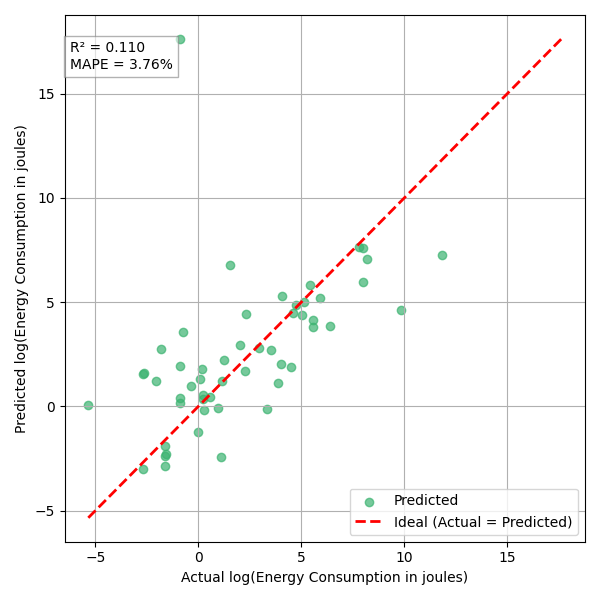 R² = 0.110
MAPE = 3.76%
Predicted log(Energy Consumption in joules)
15
10
5
0
−5
−5
0
5
10
15
Actual log(Energy Consumption in joules)
Predicted
Ideal (Actual = Predicted)